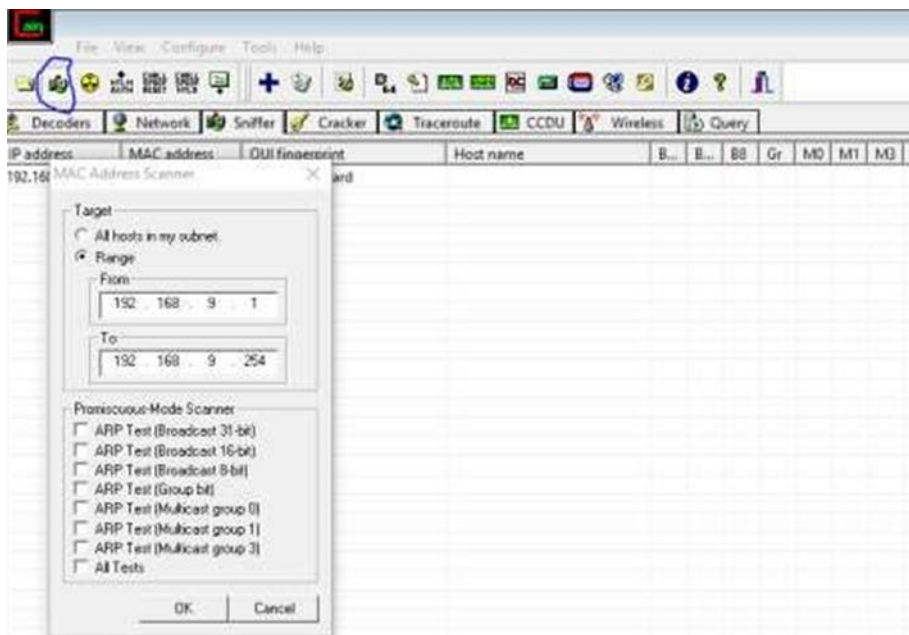 Cain
File View Configure Tools Help
Decoders Network Sniffer Cracker Traceroute CCDU Wireless Query
IP address MAC address OUI fingerprint Host name B... B... B8 Gr M0 M1 M3
192.16
MAC Address Scanner
ard
Target
All hosts in my subnet
Range
From
192 . 168 . 9 . 1
To
192 . 168 . 9 . 254
Promiscuous-Mode Scanner
ARP Test (Broadcast 31-bit)
ARP Test (Broadcast 16-bit)
ARP Test (Broadcast 8-bit)
ARP Test (Group bit)
ARP Test (Multicast group 0)
ARP Test (Multicast group 1)
ARP Test (Multicast group 3)
All Tests
OK Cancel